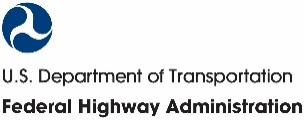 U.S. Department of Transportation
Federal Highway Administration